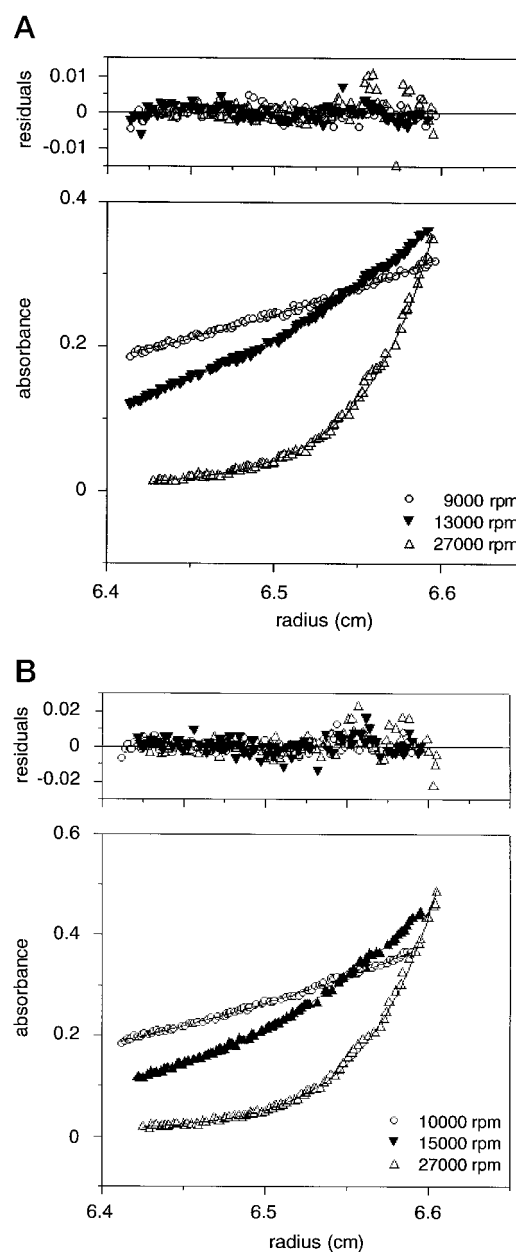 A
residuals
0.01
0
-0.01
absorbance
0.4
0.2
0
9000 rpm
13000 rpm
27000 rpm
6.4
6.5
6.6
radius (cm)
B
residuals
0.02
0
-0.02
absorbance
0.6
0.4
0.2
0
10000 rpm
15000 rpm
27000 rpm
6.4
6.5
6.6
radius (cm)